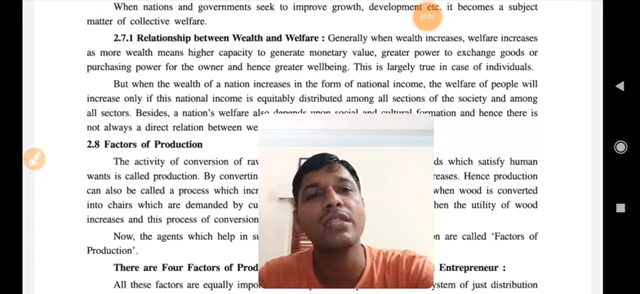 When nations and governments seek to improve growth, development etc. it becomes a subject
matter of collective welfare.
2.7.1 Relationship between Wealth and Welfare : Generally when wealth increases, welfare increases
as more wealth means higher capacity to generate monetary value, greater power to exchange goods or
purchasing power for the owner and hence greater wellbeing. This is largely true in case of individuals.
But when the wealth of a nation increases in the form of national income, the welfare of people will
increase only if this national income is equitably distributed among all sections of the society and among
all sectors. Besides, a nation's welfare also depends upon social and cultural formation and hence there is
not always a direct relation between we
2.8 Factors of Production
The activity of conversion of ds which satisfy human
wants is called production. By reases. Hence production
can also be called a process which when wood is converted
into chairs which are demanded by hen the utility of wood
increases and this process of conversion
Now, the agents which help in are called 'Factors of
Production'.
There are Four Factors of Entrepreneur :
All these factors are equally ystem of just distribution